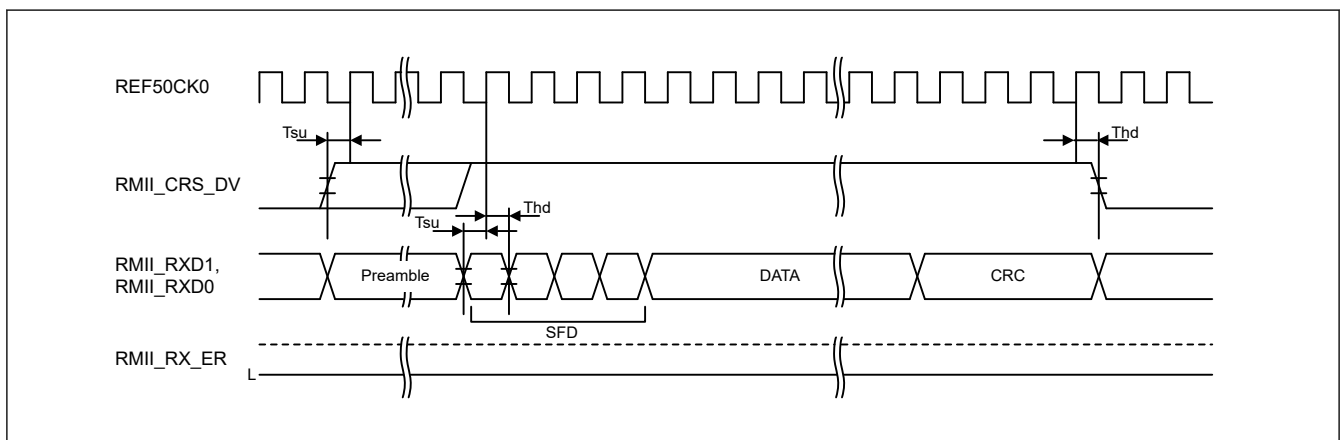 REF50CK0
Tsu
Thd
RMII_CRS_DV
Tsu
Thd
RMII_RXD1,
RMII_RXD0
Preamble
DATA
CRC
SFD
RMII_RX_ER
L